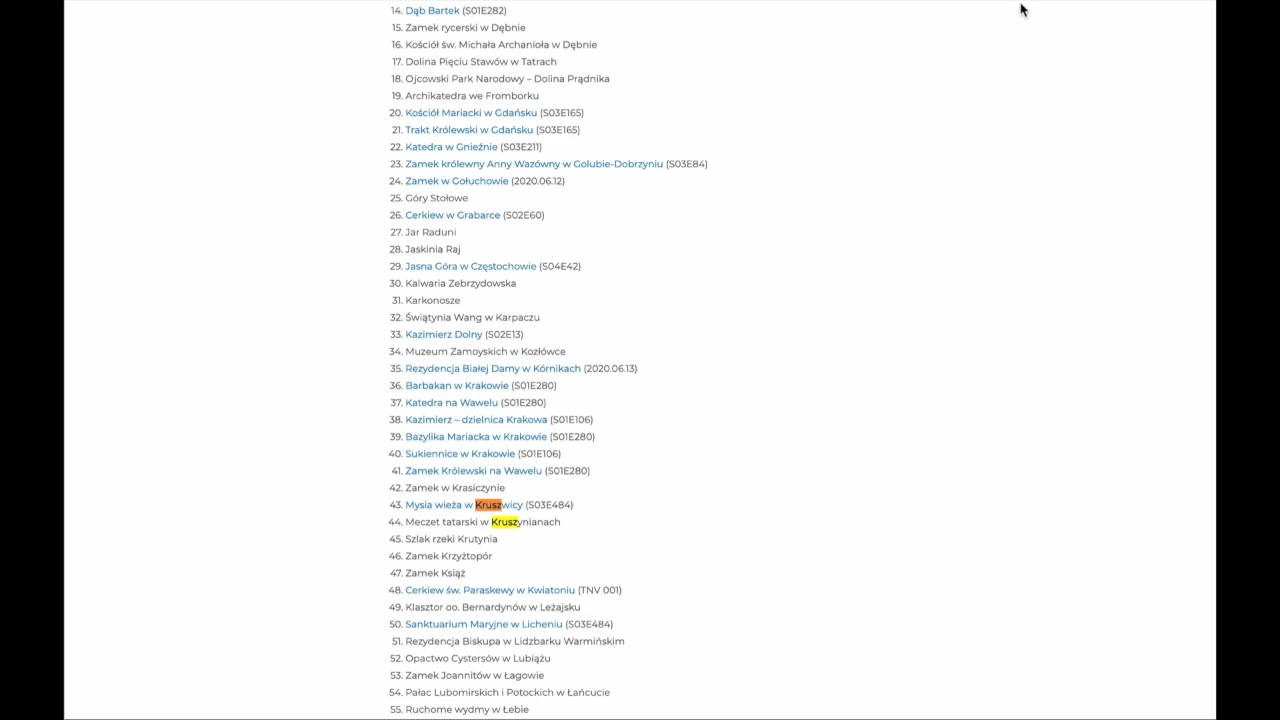 14. Dąb Bartek (S01E282)
15. Zamek rycerski w Dębnie
16. Kościół św. Michała Archanioła w Dębnie
17. Dolina Pięciu Stawów w Tatrach
18. Ojcowski Park Narodowy – Dolina Prądnika
19. Archikatedra we Fromborku
20. Kościół Mariacki w Gdańsku (S03E165)
21. Trakt Królewski w Gdańsku (S03E165)
22. Katedra w Gnieźnie (S03E211)
23. Zamek królewny Anny Wazówny w Golubie-Dobrzyniu (S03E84)
24. Zamek w Gołuchowie (2020.06.12)
25. Góry Stołowe
26. Cerkiew w Grabarce (S02E60)
27. Jar Raduni
28. Jaskinia Raj
29. Jasna Góra w Częstochowie (S04E42)
30. Kalwaria Zebrzydowska
31. Karkonosze
32. Świątynia Wang w Karpaczu
33. Kazimierz Dolny (S02E13)
34. Muzeum Zamoyskich w Kozłówce
35. Rezydencja Białej Damy w Kórnikach (2020.06.13)
36. Barbakan w Krakowie (S01E280)
37. Katedra na Wawelu (S01E280)
38. Kazimierz – dzielnica Krakowa (S01E106)
39. Bazylika Mariacka w Krakowie (S01E280)
40. Sukiennice w Krakowie (S01E106)
41. Zamek Królewski na Wawelu (S01E280)
42. Zamek w Krasiczynie
43. Mysia wieża w Kruszwicy (S03E484)
44. Meczet tatarski w Kruszynianach
45. Szlak rzeki Krutynia
46. Zamek Krzyżtopór
47. Zamek Książ
48. Cerkiew św. Paraskewy w Kwiatoniu (TNV 001)
49. Klasztor oo. Bernardynów w Leżajsku
50. Sanktuarium Maryjne w Licheniu (S03E484)
51. Rezydencja Biskupa w Lidzbarku Warmińskim
52. Opactwo Cystersów w Lubiążu
53. Zamek Joannitów w Łagowie
54. Pałac Lubomirskich i Potockich w Łańcucie
55. Ruchome wydmy w Łebie